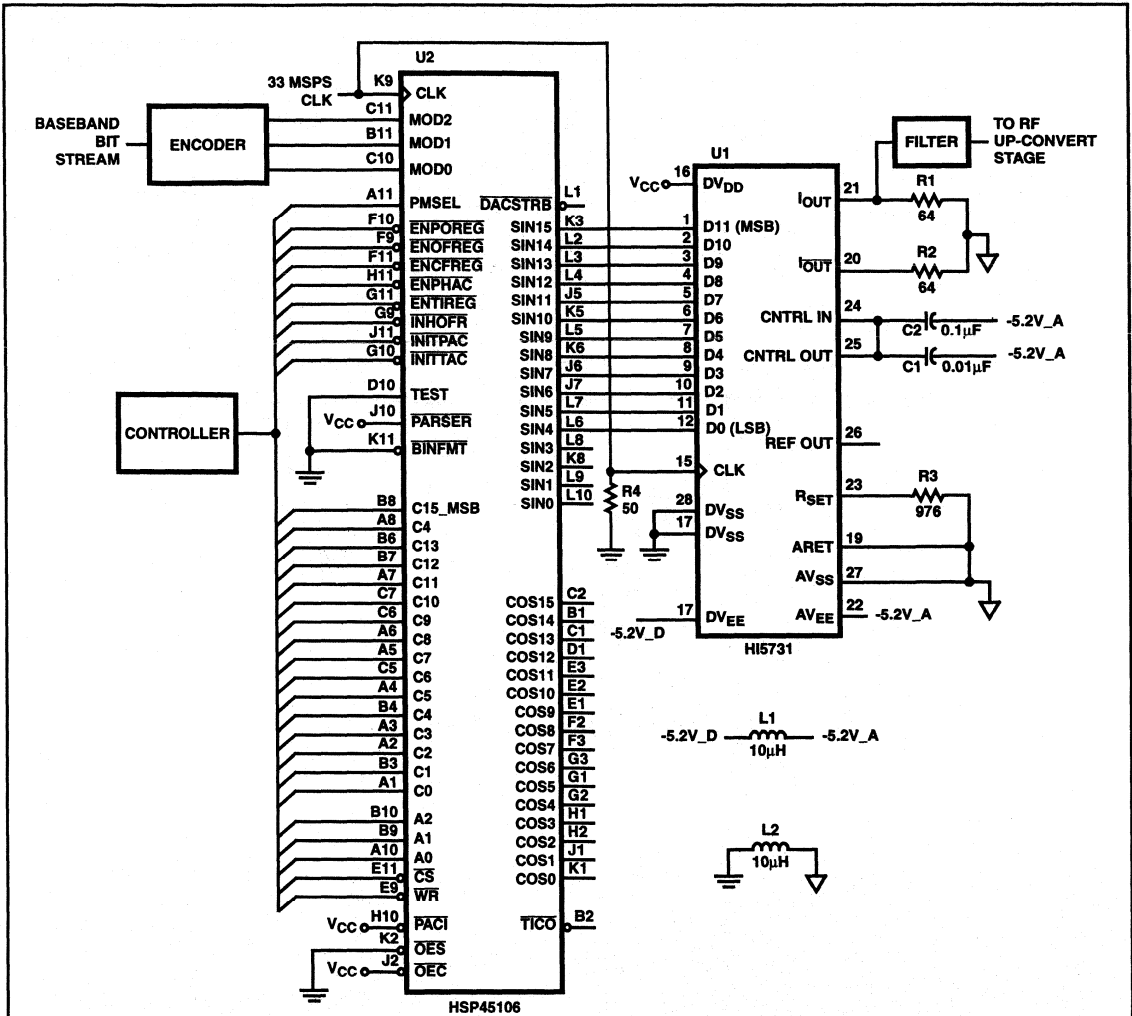 U2
33 MSPS
CLK
K9
CLK
BASEBAND
BIT
STREAM
ENCODER
C11
MOD2
B11
MOD1
C10
MOD0
A11
PMSEL
F10
ENPOREG
F9
ENOFREG
F11
ENCFREG
H11
ENPHAC
G11
ENTIREG
G9
INHOFR
J11
INITPAC
G10
INITTAC
D10
TEST
VCC
J10
PARSER
K11
BINFMT
CONTROLLER
B8
C15_MSB
A8
C4
B6
C13
B7
C12
A7
C11
C7
C10
C6
C9
A6
C8
A5
C7
C5
C6
A4
C5
B4
C4
A3
C3
A2
C2
B3
C1
A1
C0
B10
A2
B9
A1
A10
A0
E11
CS
E9
WR
VCC
H10
PACI
K2
OES
VCC
J2
OEC
HSP45106
DACSTRB
L1
SIN15
K3
SIN14
L2
SIN13
L3
SIN12
L4
SIN11
J5
SIN10
K5
SIN9
L5
SIN8
K6
SIN7
J6
SIN6
J7
SIN5
L7
SIN4
L6
SIN3
L8
SIN2
K8
SIN1
L9
SIN0
L10
COS15
C2
COS14
B1
COS13
C1
COS12
D1
COS11
E3
COS10
E2
COS9
E1
COS8
F2
COS7
F3
COS6
G3
COS5
G1
COS4
G2
COS3
H1
COS2
H2
COS1
J1
COS0
K1
TICO
B2
R4
50
U1
VCC
16
DVDD
1
D11 (MSB)
2
D10
3
D9
4
D8
5
D7
6
D6
7
D5
8
D4
9
D3
10
D2
11
D1
12
D0 (LSB)
15
CLK
28
DVSS
17
DVSS
-5.2V_D
17
DVEE
HI5731
FILTER
TO RF
UP-CONVERT
STAGE
IOUT
21
R1
64
IOUT
20
R2
64
CNTRL IN
24
C2
0.1μF
-5.2V_A
CNTRL OUT
25
C1
0.01μF
-5.2V_A
REF OUT
26
RSET
23
R3
976
ARET
19
AVSS
27
AVEE
22
-5.2V_A
L1
-5.2V_D
-5.2V_A
10μH
L2
10μH